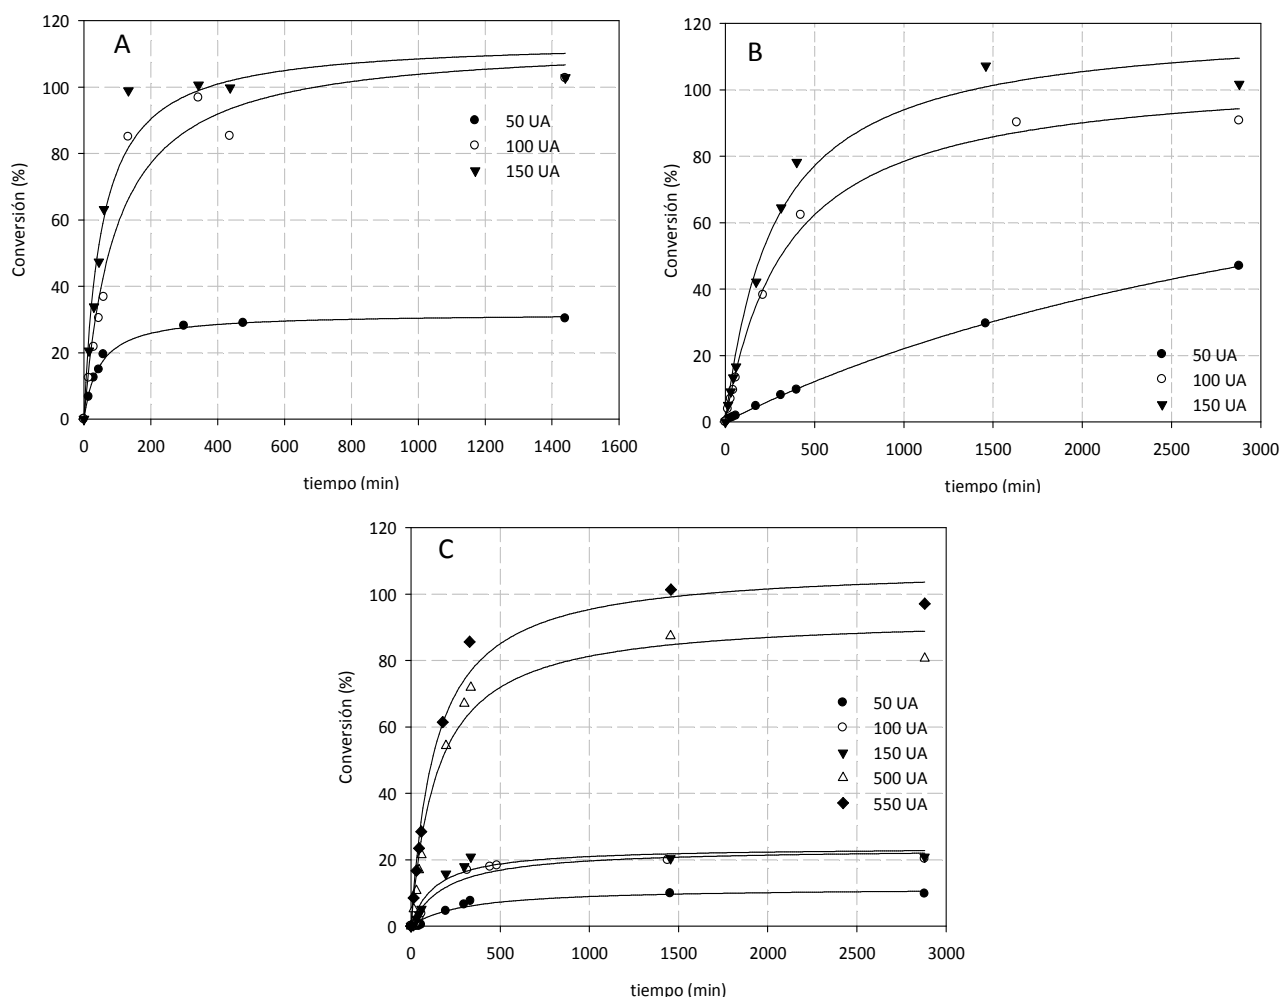 A
120
100
80
60
40
20
0
Conversión (%)
50 UA
100 UA
150 UA
0 200 400 600 800 1000 1200 1400 1600
tiempo (min)
B
120
100
80
60
40
20
0
Conversión (%)
50 UA
100 UA
150 UA
0 500 1000 1500 2000 2500 3000
tiempo (min)
C
120
100
80
60
40
20
0
Conversión (%)
50 UA
100 UA
150 UA
500 UA
550 UA
0 500 1000 1500 2000 2500 3000
tiempo (min)